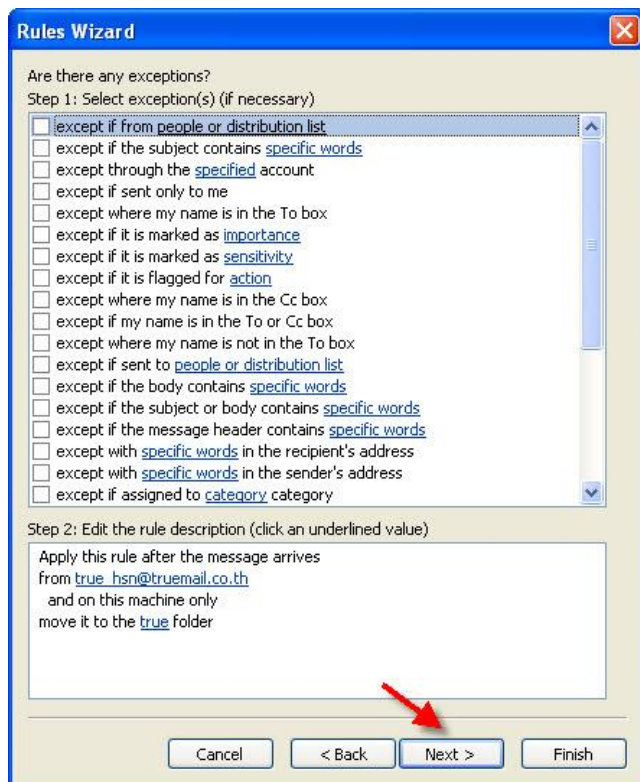 Rules Wizard
Are there any exceptions?
Step 1: Select exception(s) (if necessary)
except if from people or distribution list
except if the subject contains specific words
except through the specified account
except if sent only to me
except where my name is in the To box
except if it is marked as importance
except if it is marked as sensitivity
except if it is flagged for action
except where my name is in the Cc box
except if my name is in the To or Cc box
except where my name is not in the To box
except if sent to people or distribution list
except if the body contains specific words
except if the subject or body contains specific words
except if the message header contains specific words
except with specific words in the recipient's address
except with specific words in the sender's address
except if assigned to category category
Step 2: Edit the rule description (click an underlined value)
Apply this rule after the message arrives
from true_hsn@truemail.co.th
and on this machine only
move it to the true folder
Cancel < Back Next > Finish